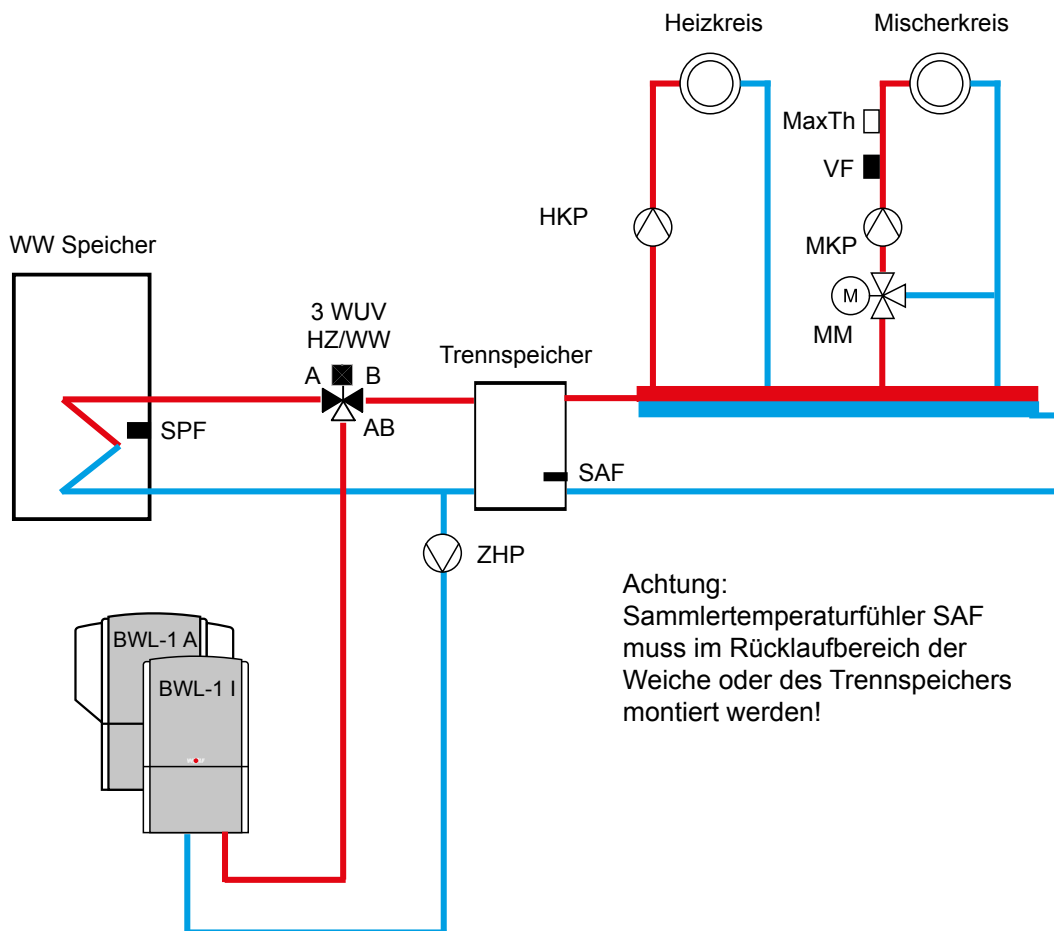 Heizkreis
Mischerkreis
MaxTh
VF
HKP
MKP
WW Speicher
M
3 WUV
HZ/WW
MM
Trennspeicher
A
B
AB
SPF
SAF
ZHP
Achtung:
Sammlertemperaturfühler SAF
muss im Rücklaufbereich der
Weiche oder des Trennspeichers
montiert werden!
BWL-1 A
BWL-1 I